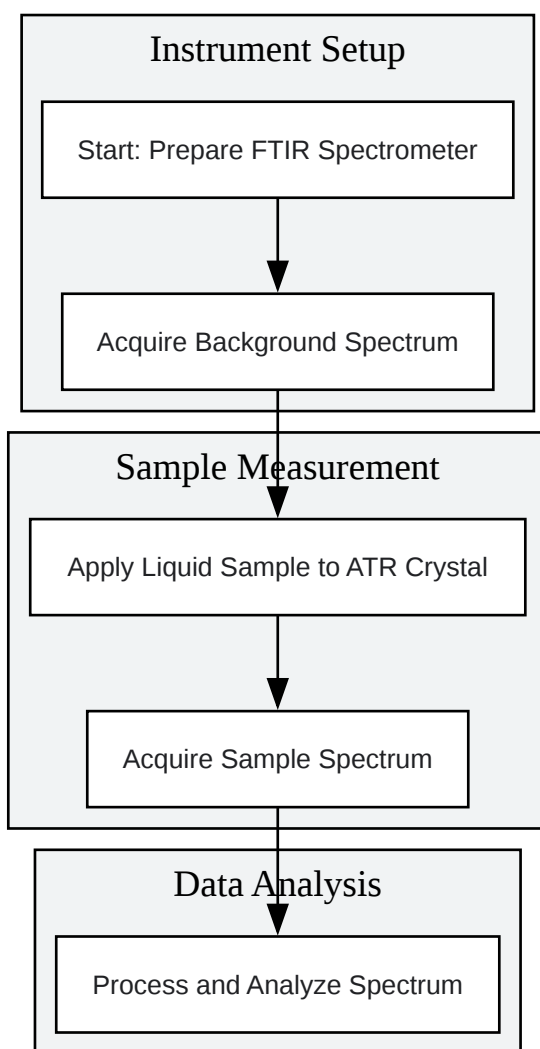 Instrument Setup
Start: Prepare FTIR Spectrometer
Acquire Background Spectrum
Sample Measurement
Apply Liquid Sample to ATR Crystal
Acquire Sample Spectrum
Data Analysis
Process and Analyze Spectrum